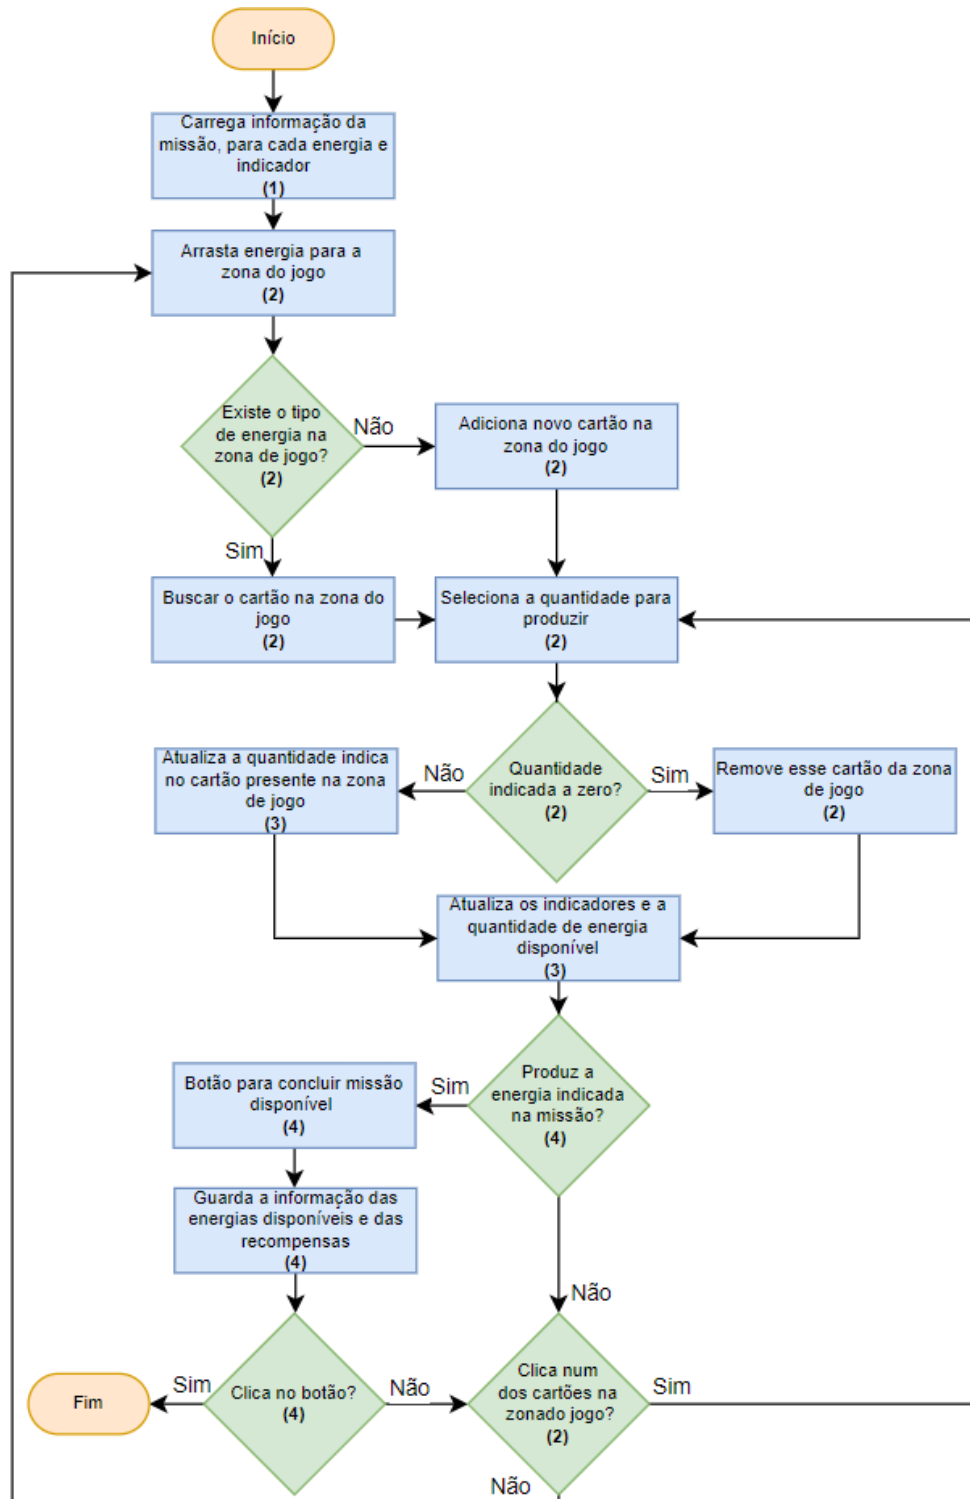 Início
Carrega informação da
missão, para cada energia e
indicador
(1)
Arrasta energia para a
zona do jogo
(2)
Existe o tipo
de energia na
zona de jogo?
(2)
Não
Adiciona novo cartão na
zona do jogo
(2)
Sim
Buscar o cartão na zona do
jogo
(2)
Seleciona a quantidade para
produzir
(2)
Atualiza a quantidade indica
no cartão presente na zona
de jogo
(3)
Não
Quantidade
indicada a zero?
(2)
Sim
Remove esse cartão da zona
de jogo
(2)
Atualiza os indicadores e a
quantidade de energia
disponível
(3)
Produz a
energia indicada
na missão?
(4)
Sim
Botão para concluir missão
disponível
(4)
Guarda a informação das
energias disponíveis e das
recompensas
(4)
Não
Fim
Sim
Clica no botão?
(4)
Não
Clica num
dos cartões na
zonado jogo?
(2)
Sim
Não